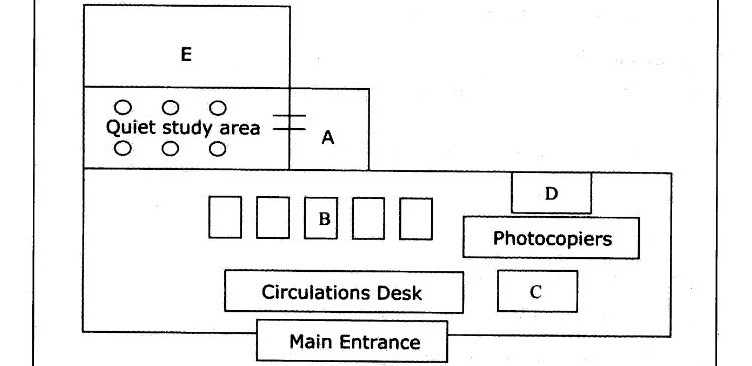 E
Quiet study area
A
B
D
Photocopiers
Circulations Desk
C
Main Entrance